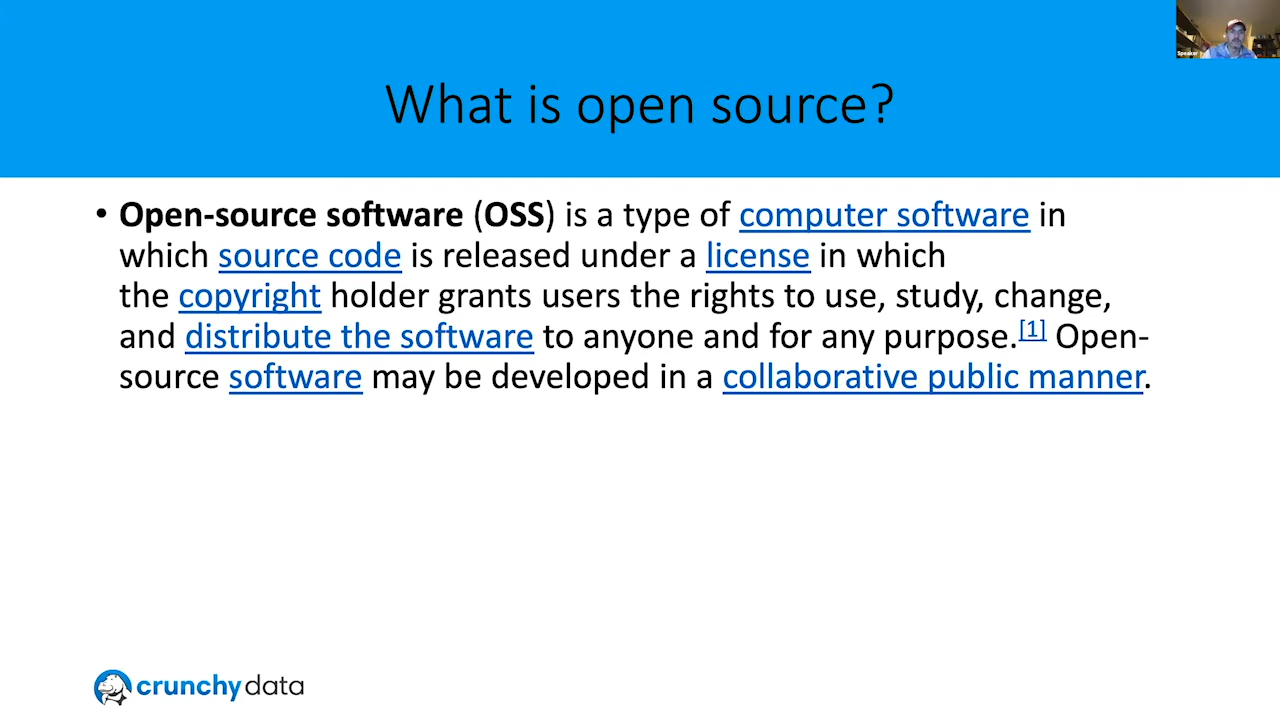 Speaker
What is open source?
• Open-source software (OSS) is a type of computer software in
which source code is released under a license in which
the copyright holder grants users the rights to use, study, change,
and distribute the software to anyone and for any purpose.[1] Open-
source software may be developed in a collaborative public manner.
crunchy data